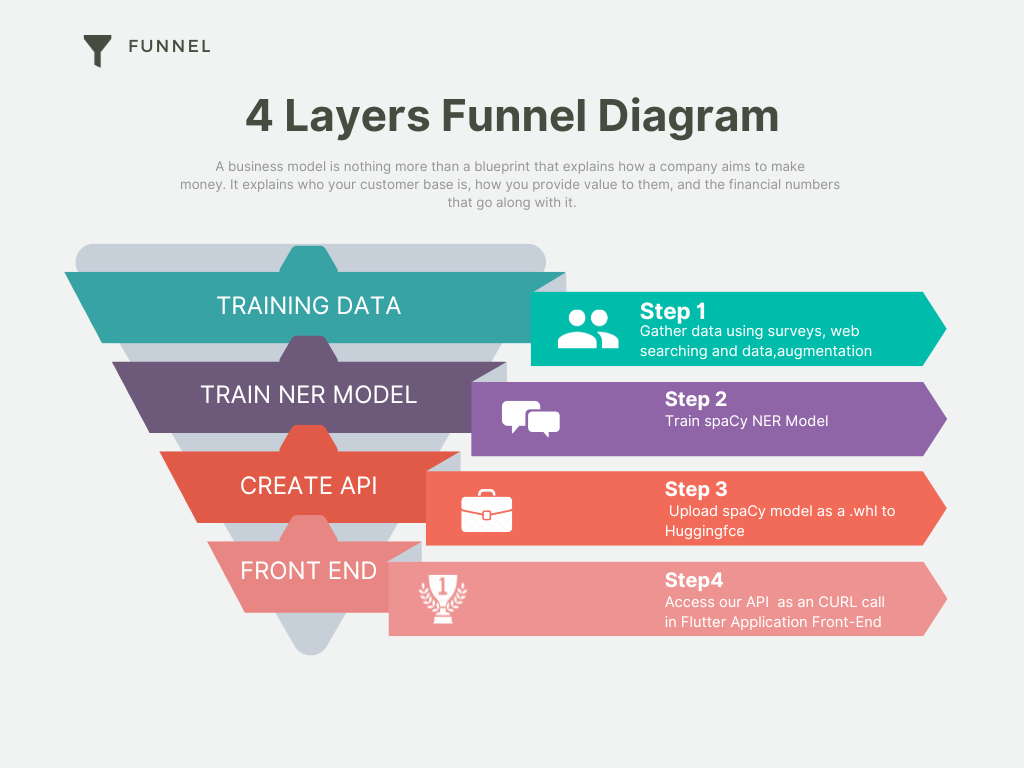 FUNNEL
4 Layers Funnel Diagram
A business model is nothing more than a blueprint that explains how a company aims to make
money. It explains who your customer base is, how you provide value to them, and the financial numbers
that go along with it.
TRAINING DATA
Step 1
Gather data using surveys, web
searching and data,augmentation
TRAIN NER MODEL
Step 2
Train spaCy NER Model
CREATE API
Step 3
Upload spaCy model as a .whl to
Huggingfce
FRONT END
1
Step4
Access our API  as an CURL call
in Flutter Application Front-End